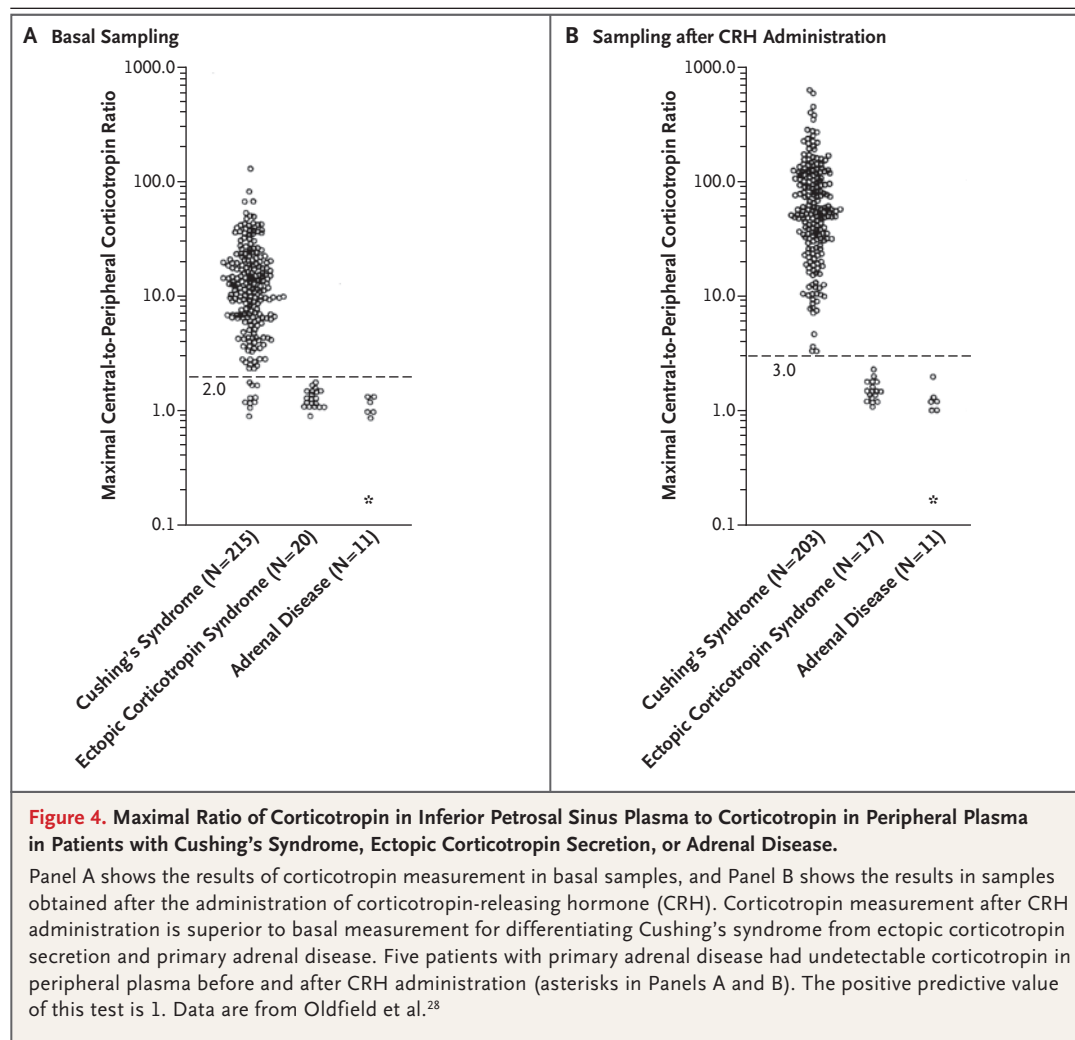 A Basal Sampling
1000.0
100.0
10.0
1.0
0.1
Maximal Central-to-Peripheral Corticotropin Ratio
2.0
*
Cushing's Syndrome (N=215)
Ectopic Corticotropin Syndrome (N=20)
Adrenal Disease (N=11)
B Sampling after CRH Administration
1000.0
100.0
10.0
1.0
0.1
Maximal Central-to-Peripheral Corticotropin Ratio
3.0
*
Cushing's Syndrome (N=203)
Ectopic Corticotropin Syndrome (N=17)
Adrenal Disease (N=11)
Figure 4. Maximal Ratio of Corticotropin in Inferior Petrosal Sinus Plasma to Corticotropin in Peripheral Plasma
in Patients with Cushing's Syndrome, Ectopic Corticotropin Secretion, or Adrenal Disease.
Panel A shows the results of corticotropin measurement in basal samples, and Panel B shows the results in samples
obtained after the administration of corticotropin-releasing hormone (CRH). Corticotropin measurement after CRH
administration is superior to basal measurement for differentiating Cushing's syndrome from ectopic corticotropin
secretion and primary adrenal disease. Five patients with primary adrenal disease had undetectable corticotropin in
peripheral plasma before and after CRH administration (asterisks in Panels A and B). The positive predictive value
of this test is 1. Data are from Oldfield et al.28